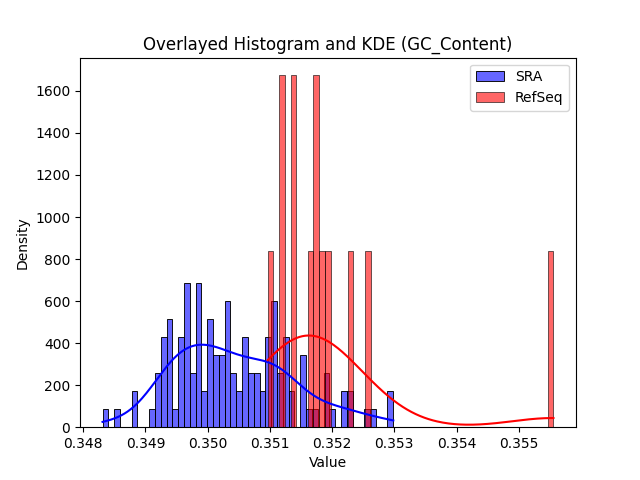 Overlayed Histogram and KDE (GC_Content)
SRA
RefSeq
1600
1400
1200
1000
800
600
400
200
0
Density
0.348 0.349 0.350 0.351 0.352 0.353 0.354 0.355
Value